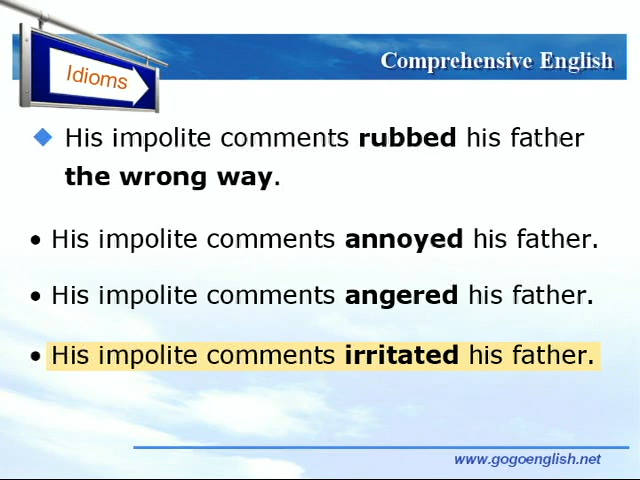 Idioms
Comprehensive English
His impolite comments rubbed his father
the wrong way.
• His impolite comments annoyed his father.
• His impolite comments angered his father.
• His impolite comments irritated his father.
www.gogoenglish.net